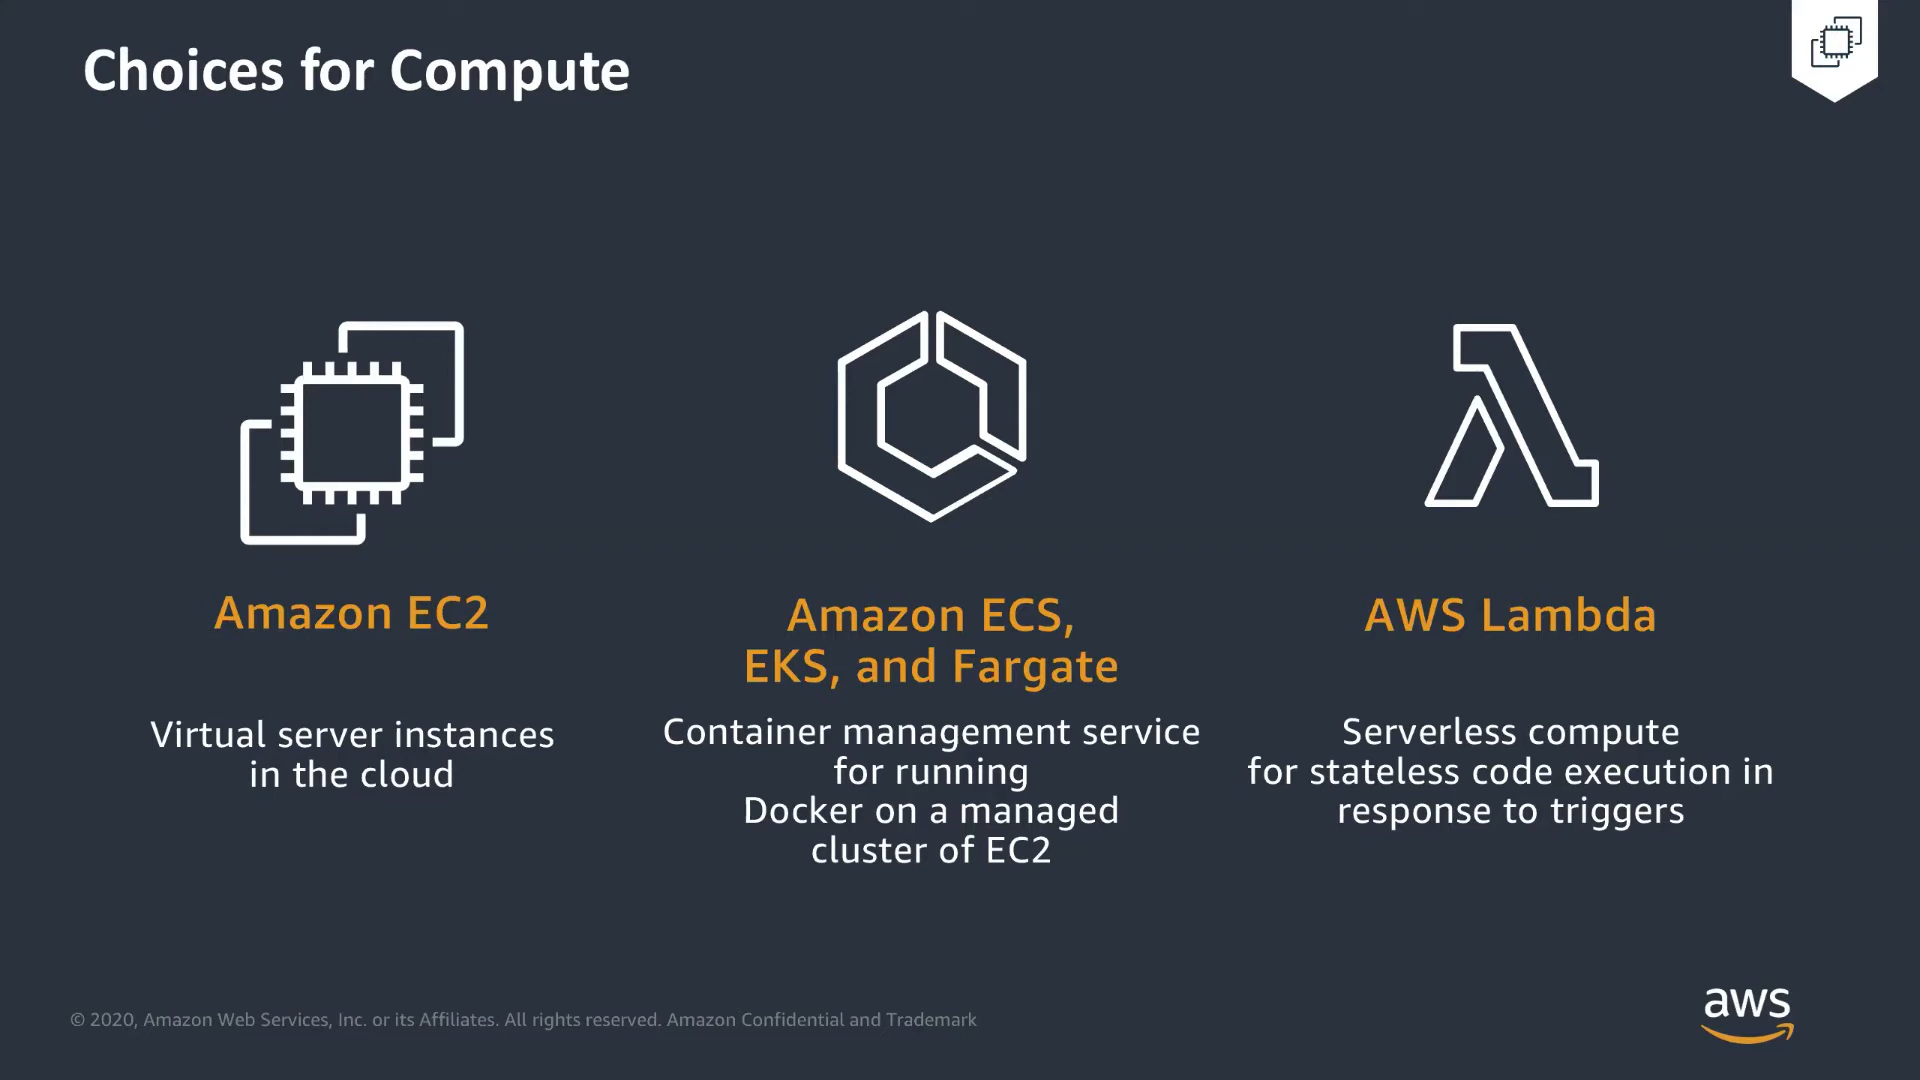 Choices for Compute
Amazon EC2
Virtual server instances
in the cloud
Amazon ECS,
EKS, and Fargate
Container management service
for running
Docker on a managed
cluster of EC2
AWS Lambda
Serverless compute
for stateless code execution in
response to triggers
© 2020, Amazon Web Services, Inc. or its Affiliates. All rights reserved. Amazon Confidential and Trademark
aws